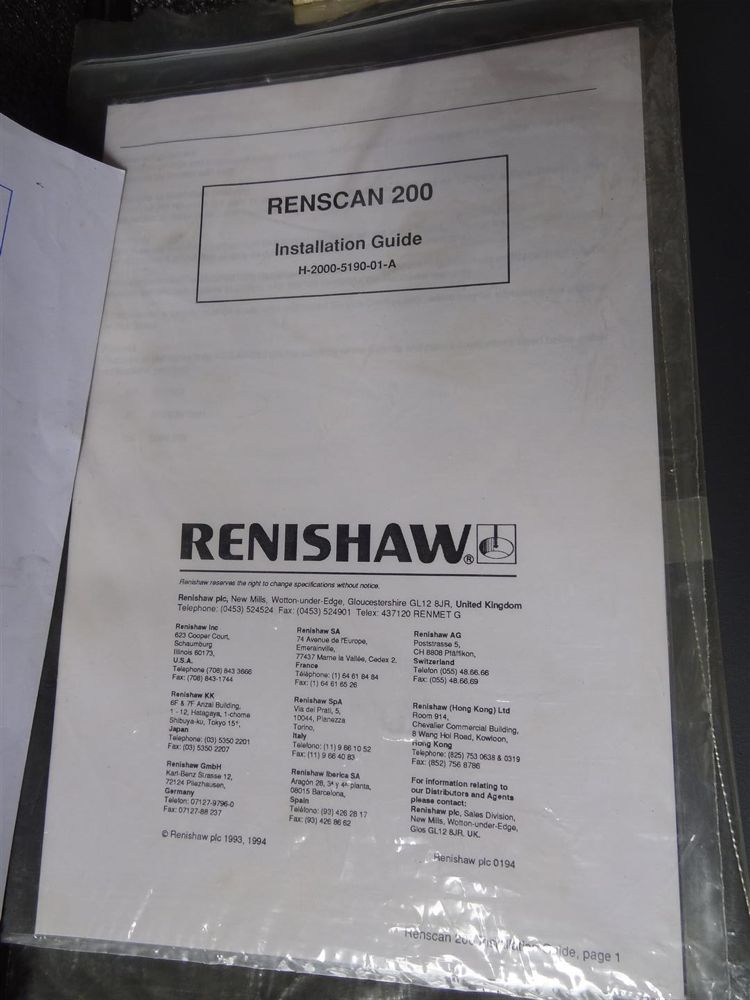 RENSCAN 200
Installation Guide
H-2000-5190-01-A
RENISHAW®
Renishaw reserves the right to change specifications without notice.
Renishaw plc, New Mills, Wotton-under-Edge, Gloucestershire GL12 8JR, United Kingdom
Telephone: (0453) 524524 Fax: (0453) 524901 Telex: 437120 RENMET G
Renishaw Inc
623 Cooper Court,
Schaumburg
Illinois 60173,
U.S.A.
Telephone (708) 843 3666
Fax: (708) 843-1744
Renishaw KK
6F & 7F Anzai Building,
1 - 12, Hatagaya, 1-chome
Shibuya-ku, Tokyo 151,
Japan
Telephone: (03) 5350 2201
Fax: (03) 5350 2207
Renishaw GmbH
Karl-Benz Strasse 12,
72124 Pliezhausen,
Germany
Telefon: 07127-9796-0
Fax: 07127-88 237
© Renishaw plc 1993, 1994
Renishaw SA
74 Avenue de l'Europe,
Emerainville,
77437 Marne la Vallée, Cedex 2,
France
Téléphone: (1) 64 61 84 84
Fax: (1) 64 61 65 26
Renishaw SpA
Via dei Prati, 5,
10044, Pianezza
Torino,
Italy
Telefono: (11) 9 66 10 52
Fax: (11) 9 66 40 83
Renishaw Iberica SA
Aragón 28, 3ª y 4ª planta,
08015 Barcelona,
Spain
Teléfono: (93) 426 28 17
Fax: (93) 426 86 62
Renishaw AG
Poststrasse 5,
CH 8808 Pfäffikon,
Switzerland
Telefon (055) 48.66.66
Fax: (055) 48.66.69
Renishaw (Hong Kong) Ltd
Room 914,
Chevalier Commercial Building,
8 Wang Hoi Road, Kowloon,
Hong Kong
Telephone: (825) 753 0638 & 0319
Fax: (852) 756 8786
For information relating to
our Distributors and Agents
please contact:
Renishaw plc, Sales Division,
New Mills, Wotton-under-Edge,
Glos GL12 8JR, UK.
Renishaw plc 0194
Renscan 200 Installation Guide, page 1